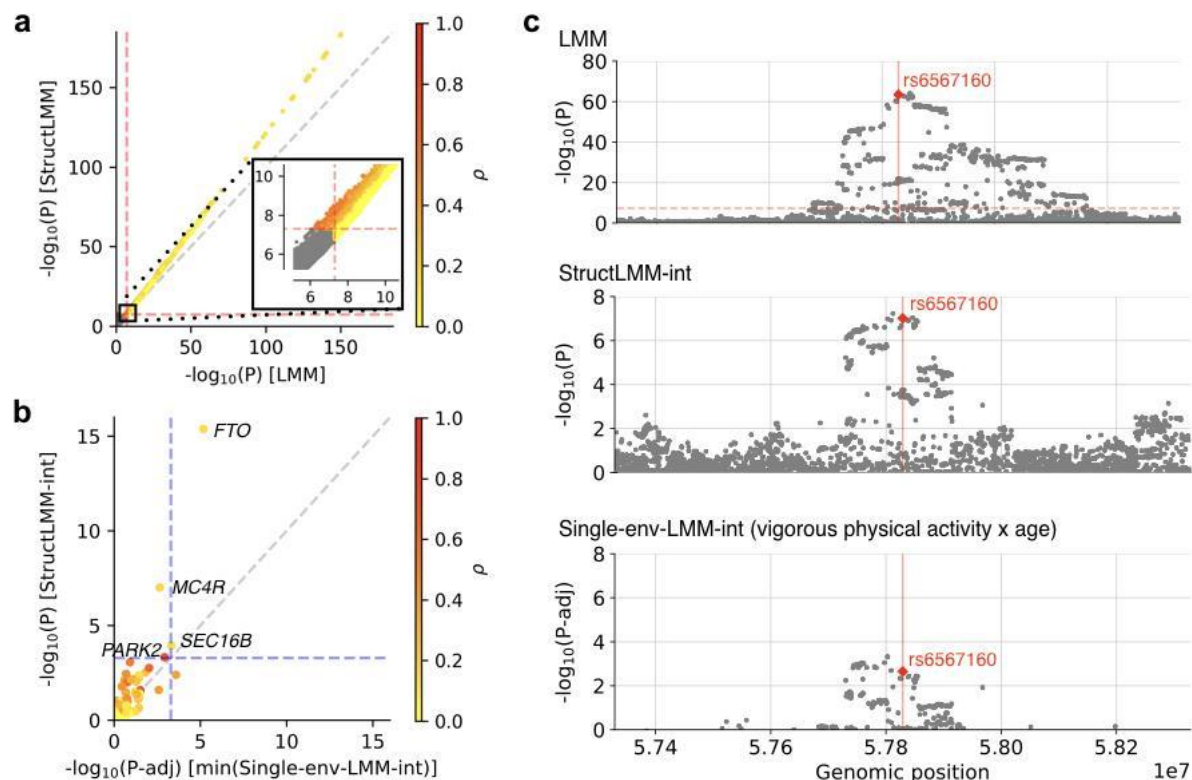 a
-log10(P) [StructLMM]
150
100
50
0
0
50
100
150
-log10(P) [LMM]
10
8
6
6
8
10
1.0
0.8
0.6
0.4
0.2
0.0
ρ
b
-log10(P) [StructLMM-int]
15
10
5
0
0
5
10
15
-log10(P-adj) [min(Single-env-LMM-int)]
FTO
MC4R
SEC16B
PARK2
1.0
0.8
0.6
0.4
0.2
0.0
ρ
c
LMM
-log10(P)
80
60
40
20
0
rs6567160
StructLMM-int
-log10(P)
8
6
4
2
0
rs6567160
Single-env-LMM-int (vigorous physical activity x age)
-log10(P-adj)
8
6
4
2
0
rs6567160
5.74
5.76
5.78
5.80
5.82
Genomic position
1e7